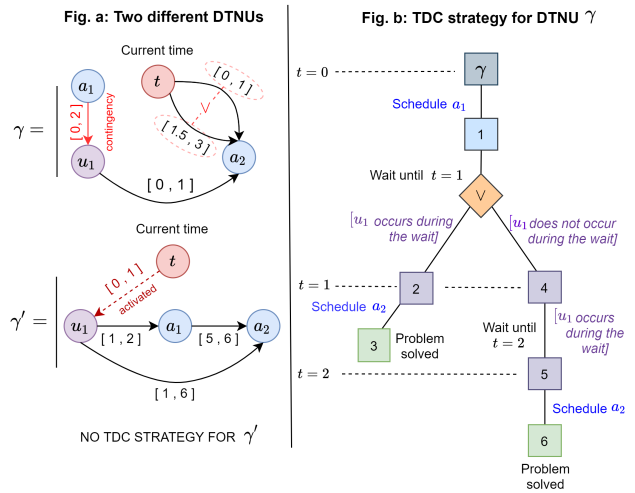 Fig. a: Two different DTNUs
Current time
a₁
t
[0, 1]
∨
[1.5, 3]
[0, 2]
contingency
γ =
u₁
a₂
[0, 1]
Current time
t
[0, 1]
activated
γ′ =
u₁
a₁
a₂
[1, 2]
[5, 6]
[1, 6]
NO TDC STRATEGY FOR γ′
Fig. b: TDC strategy for DTNU γ
t = 0
γ
Schedule a₁
1
Wait until t = 1
∨
[u₁ occurs during
the wait]
[u₁ does not occur
during the wait]
t = 1
2
4
Schedule a₂
3
Problem
solved
Wait until
t = 2
[u₁ occurs
during the
wait]
t = 2
5
Schedule a₂
6
Problem
solved